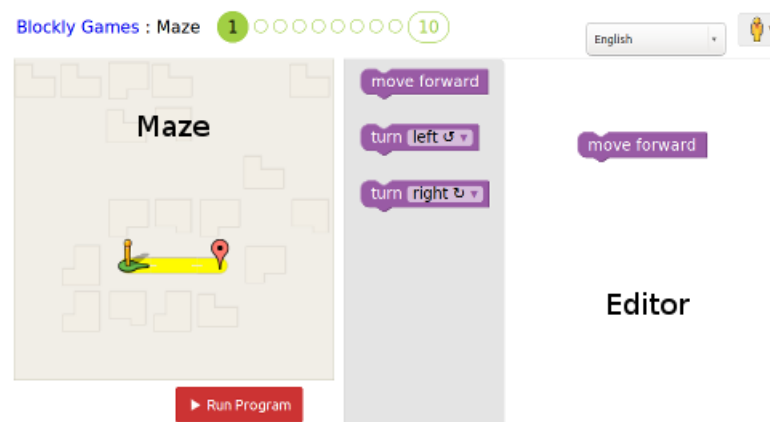 Blockly Games : Maze 1 10
English
Maze
move forward
turn left ↺ ▾
turn right ↻ ▾
move forward
Editor
Run Program